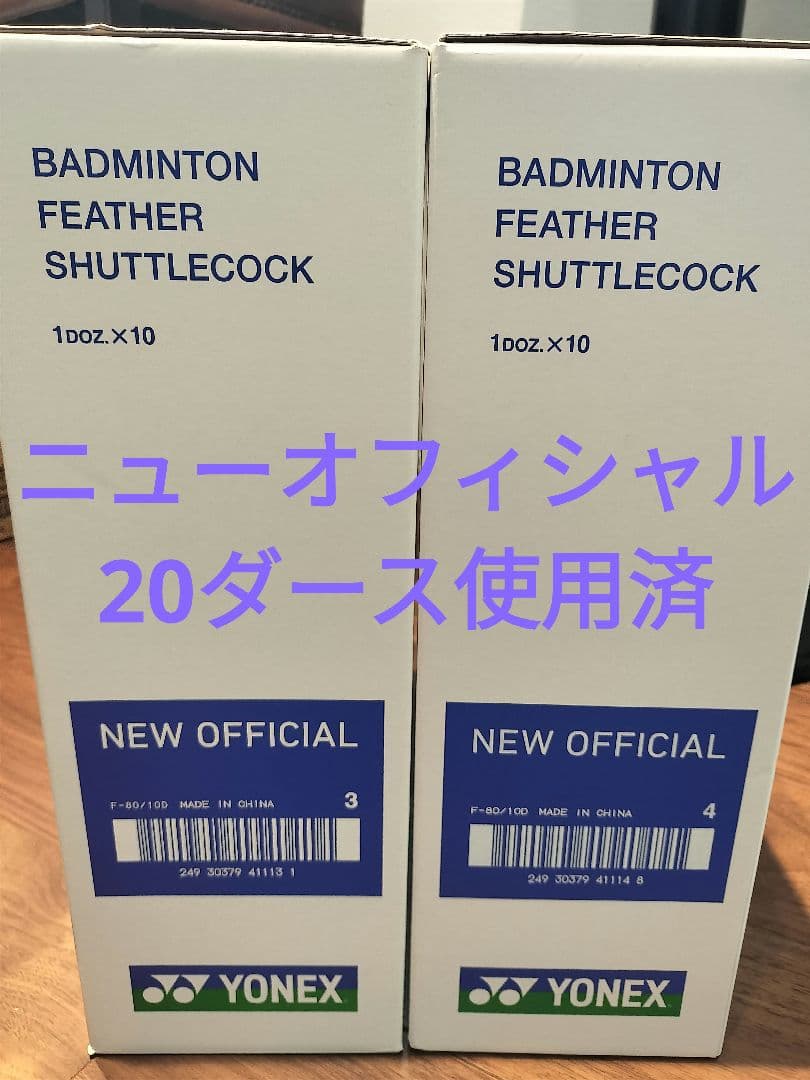 BADMINTON
FEATHER
SHUTTLECOCK
1DOZ.×10
BADMINTON
FEATHER
SHUTTLECOCK
1DOZ.×10
ニューオフィシャル
20ダース使用済
NEW OFFICIAL
F-80/10D MADE IN CHINA 3
249 30379 41113 1
YONEX
NEW OFFICIAL
F-80/10D MADE IN CHINA 4
249 30379 41114 8
YONEX